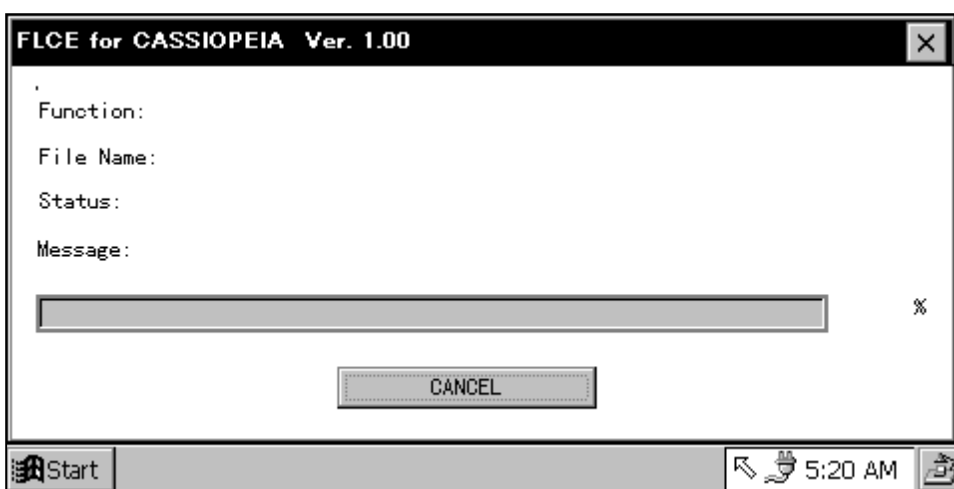 FLCE for CASSIOPEIA Ver. 1.00
Function:
File Name:
Status:
Message:
%
CANCEL
Start 5:20 AM